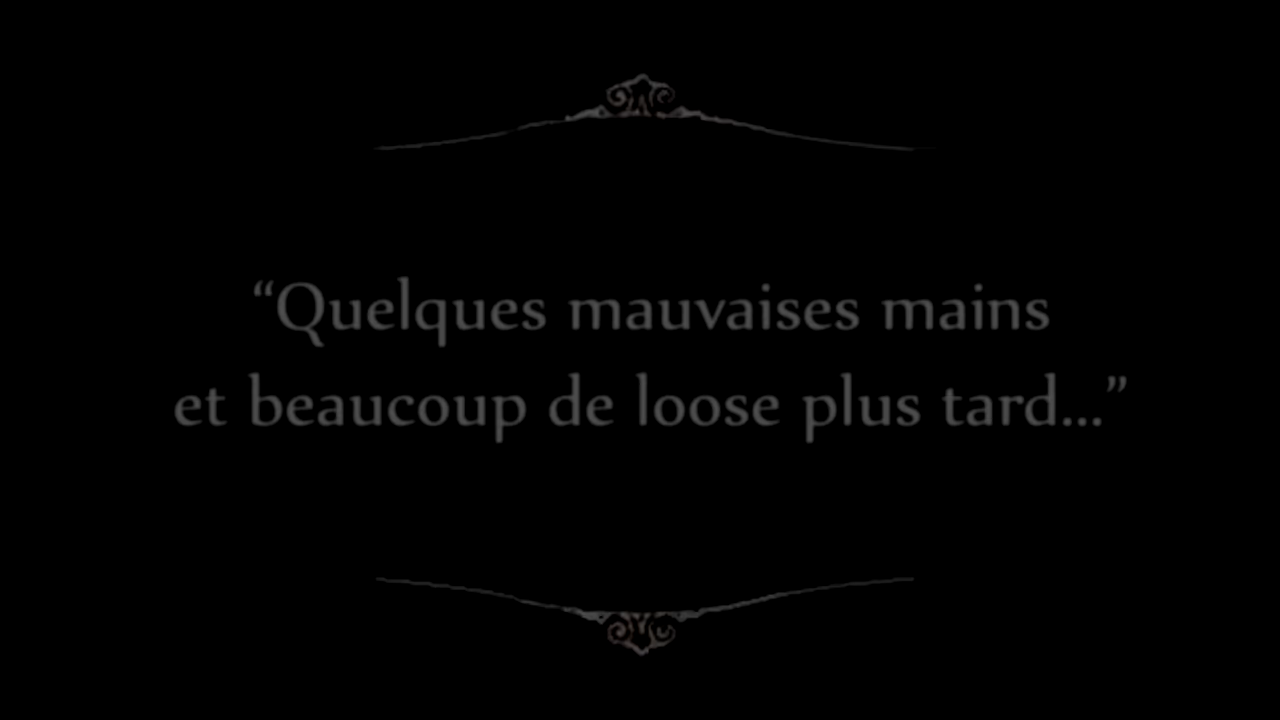 “Quelques mauvaises mains
et beaucoup de loose plus tard...”